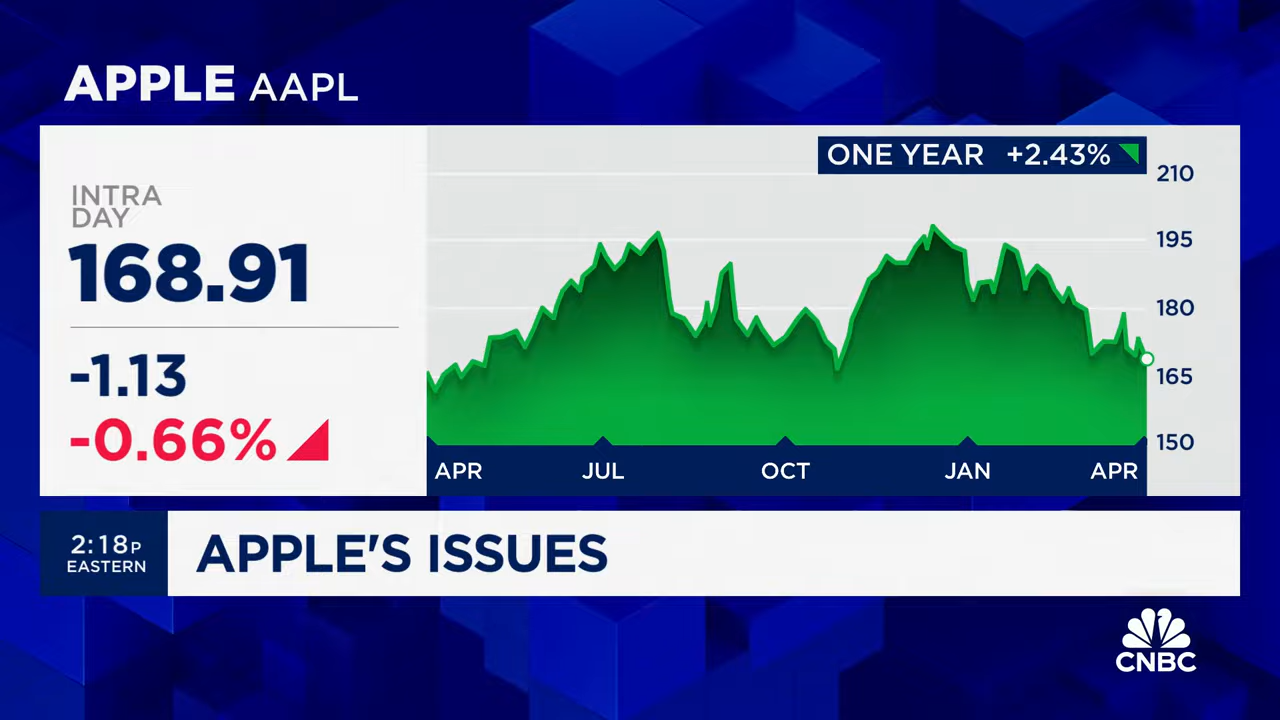 APPLE AAPL
INTRA
DAY
168.91
-1.13
-0.66%
ONE YEAR +2.43%
210
195
180
165
150
APR JUL OCT JAN APR
2:18P
EASTERN
APPLE'S ISSUES
CNBC